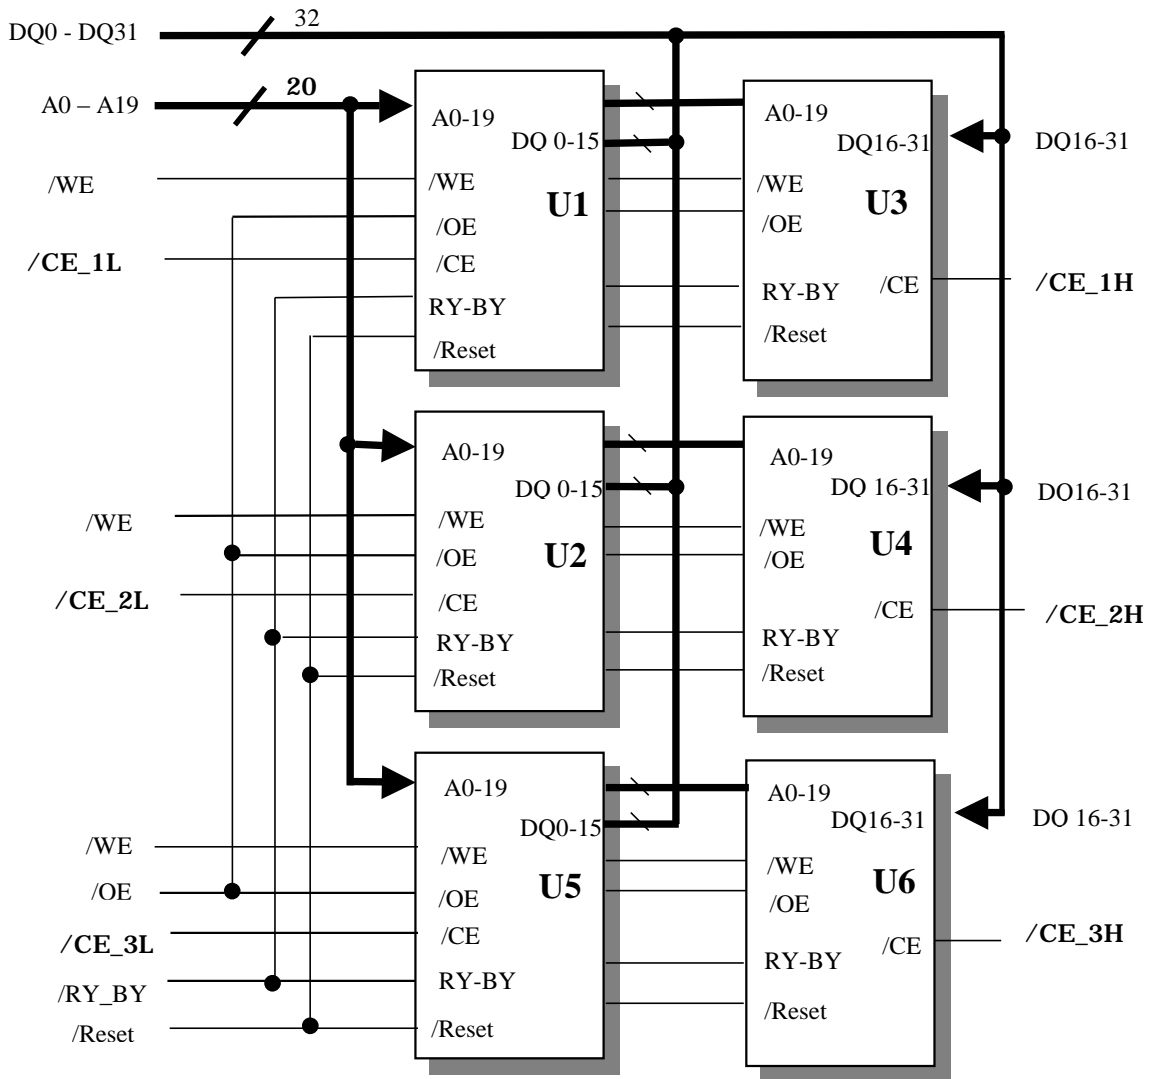 DQ0 - DQ31
32
A0 – A19
20
/WE
/CE_1L
A0-19
DQ 0-15
/WE
U1
/OE
/CE
RY-BY
/Reset
A0-19
DQ16-31
/WE
U3
/OE
/CE
RY-BY
/Reset
DQ16-31
/CE_1H
/WE
/CE_2L
A0-19
DQ 0-15
/WE
U2
/OE
/CE
RY-BY
/Reset
A0-19
DQ 16-31
/WE
U4
/OE
/CE
RY-BY
/Reset
DO16-31
/CE_2H
/WE
/OE
/CE_3L
/RY_BY
/Reset
A0-19
DQ0-15
/WE
U5
/OE
/CE
RY-BY
/Reset
A0-19
DQ16-31
/WE
U6
/OE
/CE
RY-BY
/Reset
DO 16-31
/CE_3H